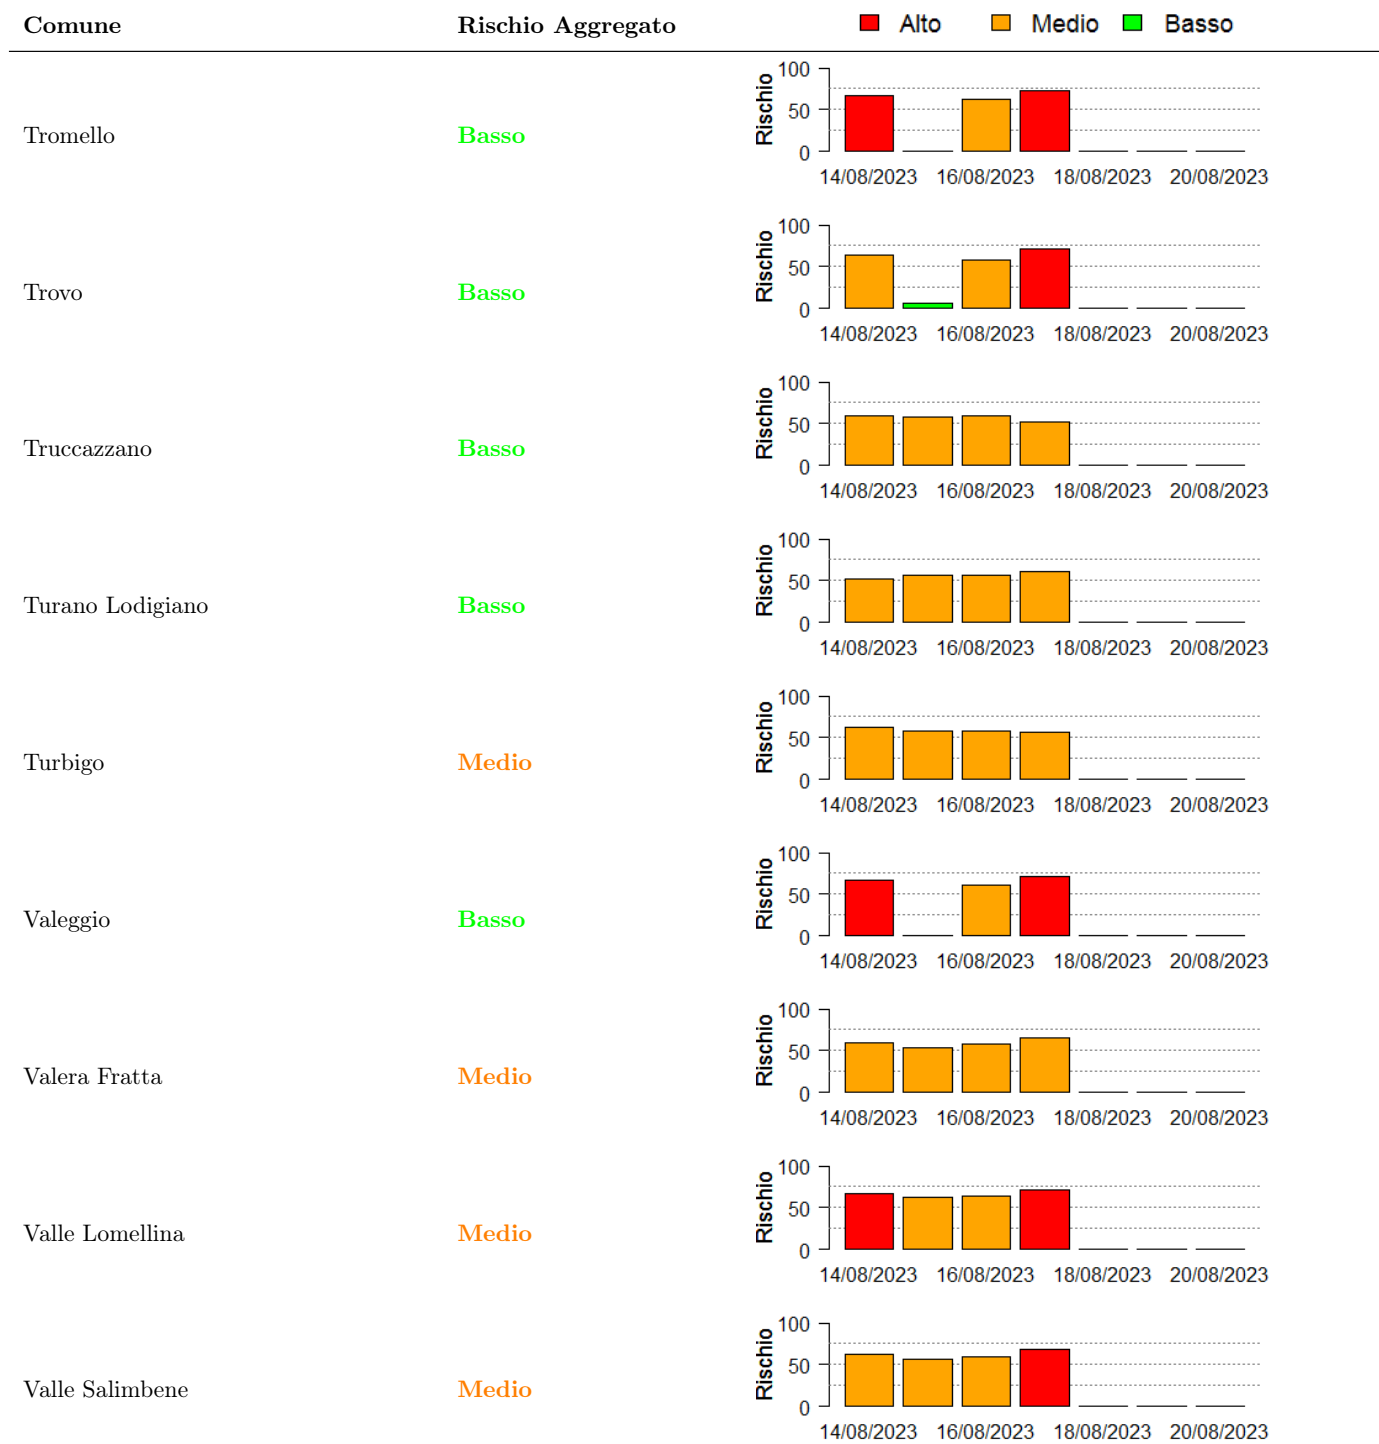 Comune Rischio Aggregato Alto Medio Basso
100
50
0
Rischio
Tromello Basso
14/08/2023 16/08/2023 18/08/2023 20/08/2023
100
50
0
Rischio
Trovo Basso
14/08/2023 16/08/2023 18/08/2023 20/08/2023
100
50
0
Rischio
Truccazzano Basso
14/08/2023 16/08/2023 18/08/2023 20/08/2023
100
50
0
Rischio
Turano Lodigiano Basso
14/08/2023 16/08/2023 18/08/2023 20/08/2023
100
50
0
Rischio
Turbigo Medio
14/08/2023 16/08/2023 18/08/2023 20/08/2023
100
50
0
Rischio
Valeggio Basso
14/08/2023 16/08/2023 18/08/2023 20/08/2023
100
50
0
Rischio
Valera Fratta Medio
14/08/2023 16/08/2023 18/08/2023 20/08/2023
100
50
0
Rischio
Valle Lomellina Medio
14/08/2023 16/08/2023 18/08/2023 20/08/2023
100
50
0
Rischio
Valle Salimbene Medio
14/08/2023 16/08/2023 18/08/2023 20/08/2023